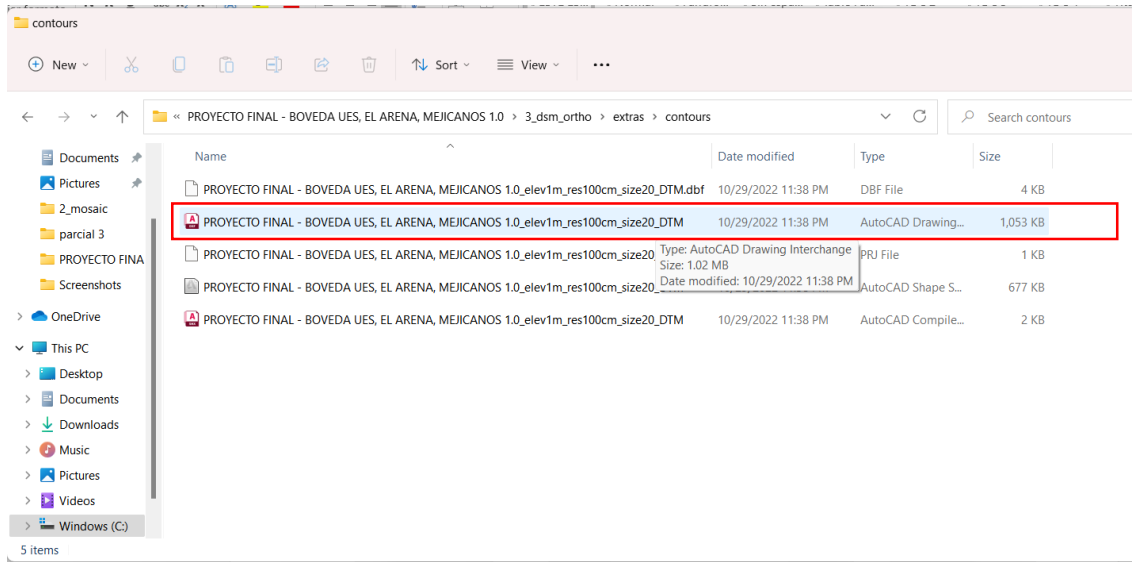 contours
New
Sort
View
« PROYECTO FINAL - BOVEDA UES, EL ARENA, MEJICANOS 1.0 > 3_dsm_ortho > extras > contours
Search contours
Documents
Pictures
2_mosaic
parcial 3
PROYECTO FINA
Screenshots
OneDrive
This PC
Desktop
Documents
Downloads
Music
Pictures
Videos
Windows (C:)
Name Date modified Type Size
PROYECTO FINAL - BOVEDA UES, EL ARENA, MEJICANOS 1.0_elev1m_res100cm_size20_DTM.dbf 10/29/2022 11:38 PM DBF File 4 KB
PROYECTO FINAL - BOVEDA UES, EL ARENA, MEJICANOS 1.0_elev1m_res100cm_size20_DTM 10/29/2022 11:38 PM AutoCAD Drawing... 1,053 KB
PROYECTO FINAL - BOVEDA UES, EL ARENA, MEJICANOS 1.0_elev1m_res100cm_size20 PRJ File 1 KB
Type: AutoCAD Drawing Interchange
Size: 1.02 MB
Date modified: 10/29/2022 11:38 PM
PROYECTO FINAL - BOVEDA UES, EL ARENA, MEJICANOS 1.0_elev1m_res100cm_size20 AutoCAD Shape S... 677 KB
PROYECTO FINAL - BOVEDA UES, EL ARENA, MEJICANOS 1.0_elev1m_res100cm_size20_DTM 10/29/2022 11:38 PM AutoCAD Compile... 2 KB
5 items